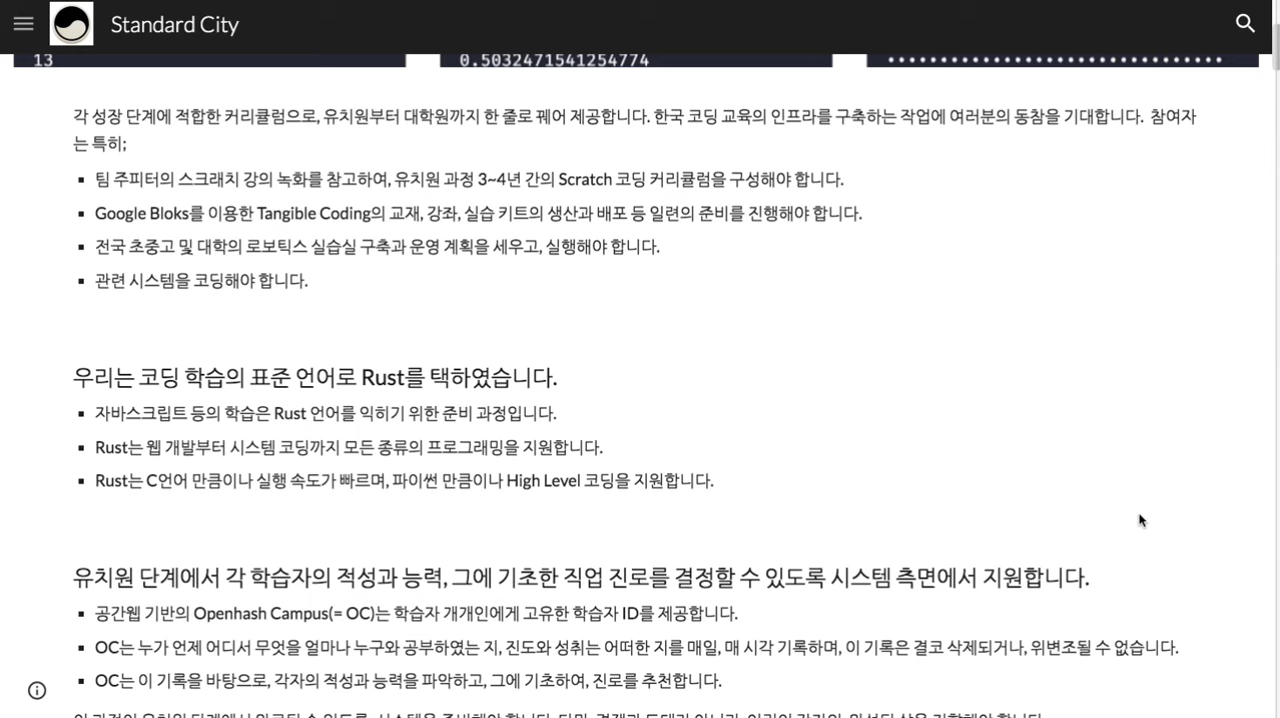 Standard City
13
0.5032471541254774
각 성장 단계에 적합한 커리큘럼으로, 유치원부터 대학원까지 한 줄로 꿰어 제공합니다. 한국 코딩 교육의 인프라를 구축하는 작업에 여러분의 동참을 기대합니다. 참여자
는 특히;
▪ 팀 주피터의 스크래치 강의 녹화를 참고하여, 유치원 과정 3~4년 간의 Scratch 코딩 커리큘럼을 구성해야 합니다.
▪ Google Bloks를 이용한 Tangible Coding의 교재, 강좌, 실습 키트의 생산과 배포 등 일련의 준비를 진행해야 합니다.
▪ 전국 초중고 및 대학의 로보틱스 실습실 구축과 운영 계획을 세우고, 실행해야 합니다.
▪ 관련 시스템을 코딩해야 합니다.
우리는 코딩 학습의 표준 언어로 Rust를 택하였습니다.
▪ 자바스크립트 등의 학습은 Rust 언어를 익히기 위한 준비 과정입니다.
▪ Rust는 웹 개발부터 시스템 코딩까지 모든 종류의 프로그래밍을 지원합니다.
▪ Rust는 C언어 만큼이나 실행 속도가 빠르며, 파이썬 만큼이나 High Level 코딩을 지원합니다.
유치원 단계에서 각 학습자의 적성과 능력, 그에 기초한 직업 진로를 결정할 수 있도록 시스템 측면에서 지원합니다.
▪ 공간웹 기반의 Openhash Campus(= OC)는 학습자 개개인에게 고유한 학습자 ID를 제공합니다.
▪ OC는 누가 언제 어디서 무엇을 얼마나 누구와 공부하였는 지, 진도와 성취는 어떠한 지를 매일, 매 시각 기록하며, 이 기록은 결코 삭제되거나, 위변조될 수 없습니다.
▪ OC는 이 기록을 바탕으로, 각자의 적성과 능력을 파악하고, 그에 기초하여, 진로를 추천합니다.